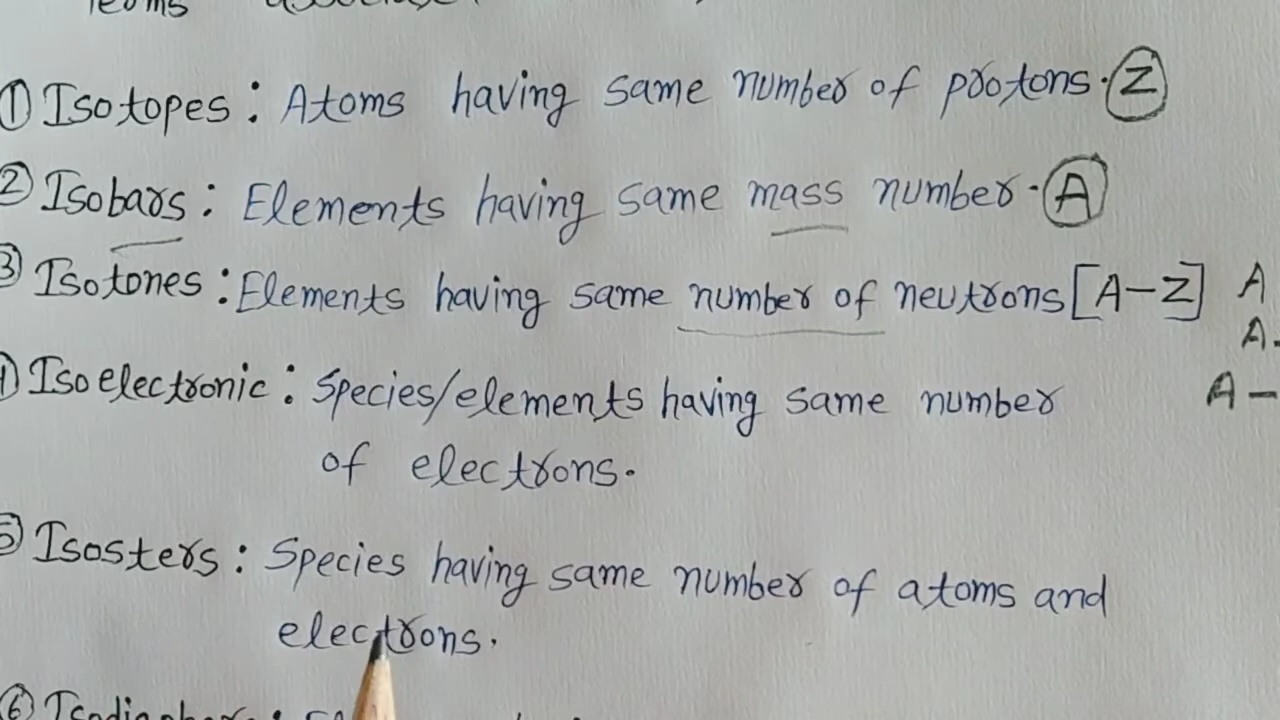 Terms
① Isotopes: Atoms having same number of protons. Ⓩ
② Isobars: Elements having same mass number. Ⓐ
③ Isotones: Elements having same number of neutrons [A-Z] A
A-
Isoelectronic: Species/elements having same number A -
of electrons.
⑤ Isosters: Species having same number of atoms and
electrons.
⑥